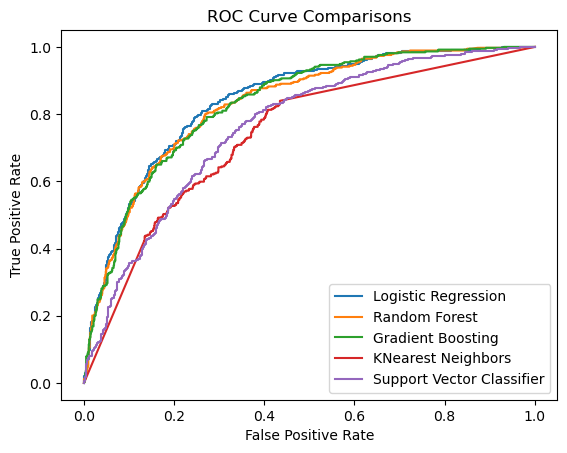 ROC Curve Comparisons
True Positive Rate
1.0
0.8
0.6
0.4
0.2
0.0
Logistic Regression
Random Forest
Gradient Boosting
KNearest Neighbors
Support Vector Classifier
0.0 0.2 0.4 0.6 0.8 1.0
False Positive Rate